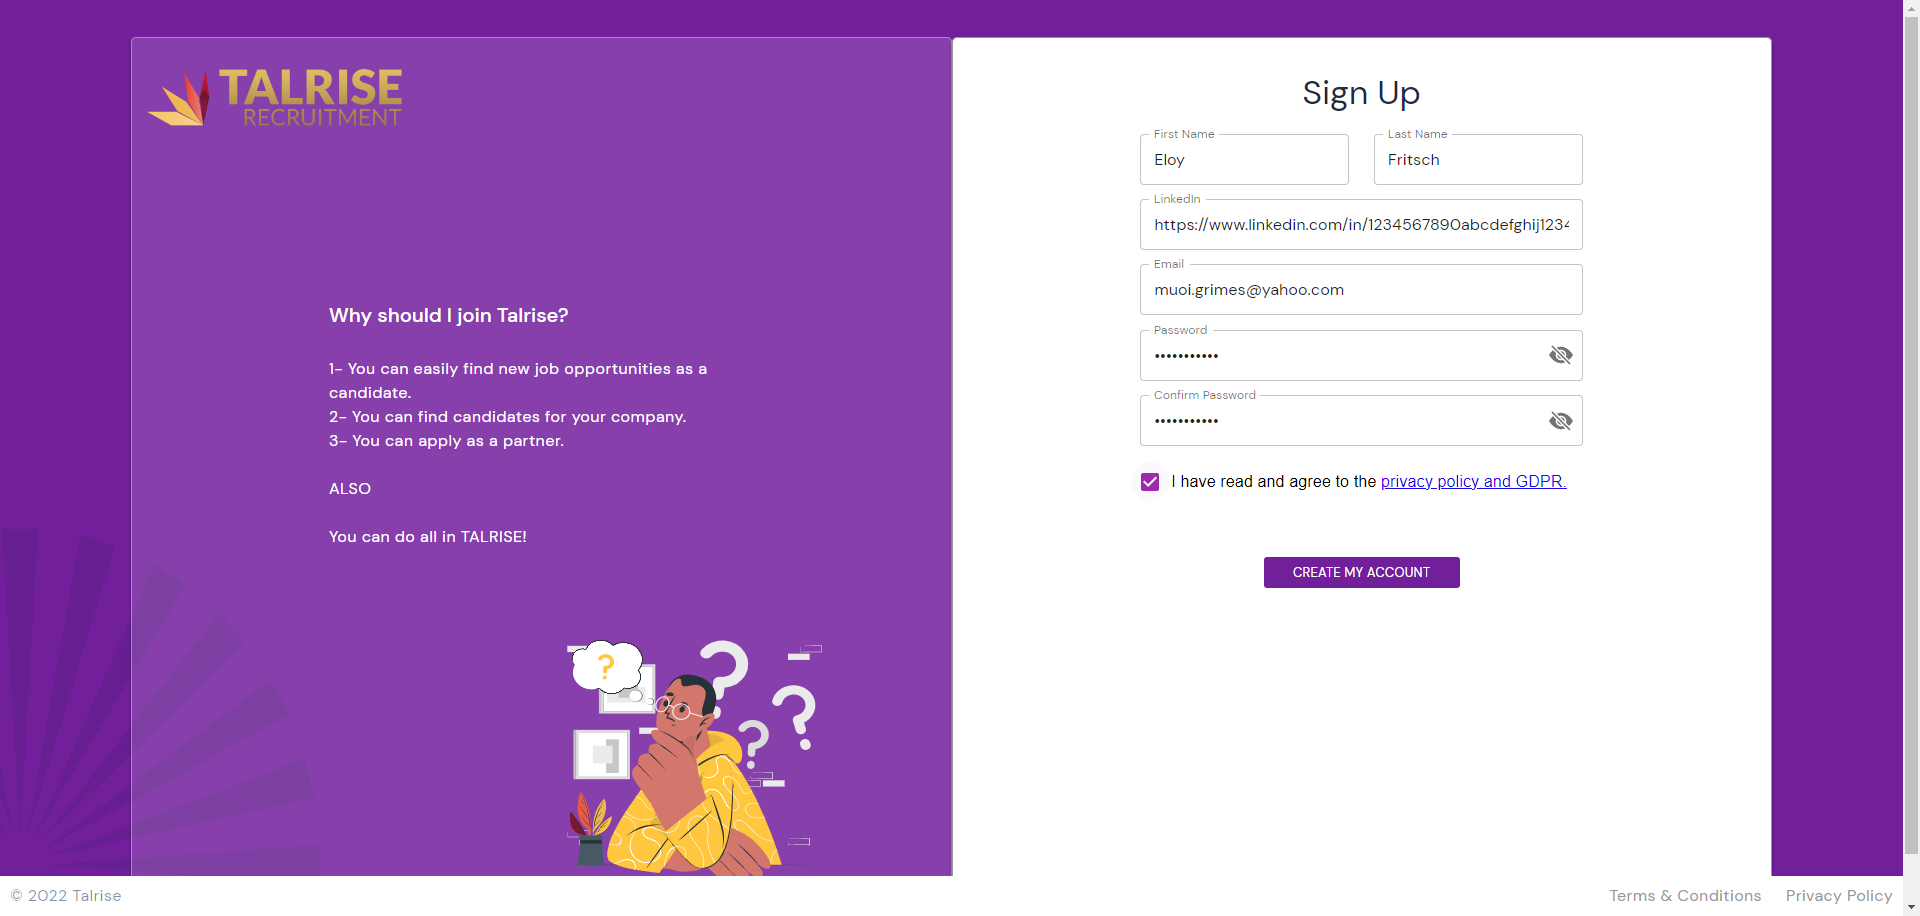 TALRISE
RECRUITMENT
Why should I join Talrise?
1- You can easily find new job opportunities as a
candidate.
2- You can find candidates for your company.
3- You can apply as a partner.
ALSO
You can do all in TALRISE!
?
Sign Up
First Name
Eloy
Last Name
Fritsch
LinkedIn
https://www.linkedin.com/in/1234567890abcdefghij1234
Email
muoi.grimes@yahoo.com
Password
•••••••••••
Confirm Password
•••••••••••
I have read and agree to the privacy policy and GDPR.
CREATE MY ACCOUNT
© 2022 Talrise
Terms & Conditions
Privacy Policy